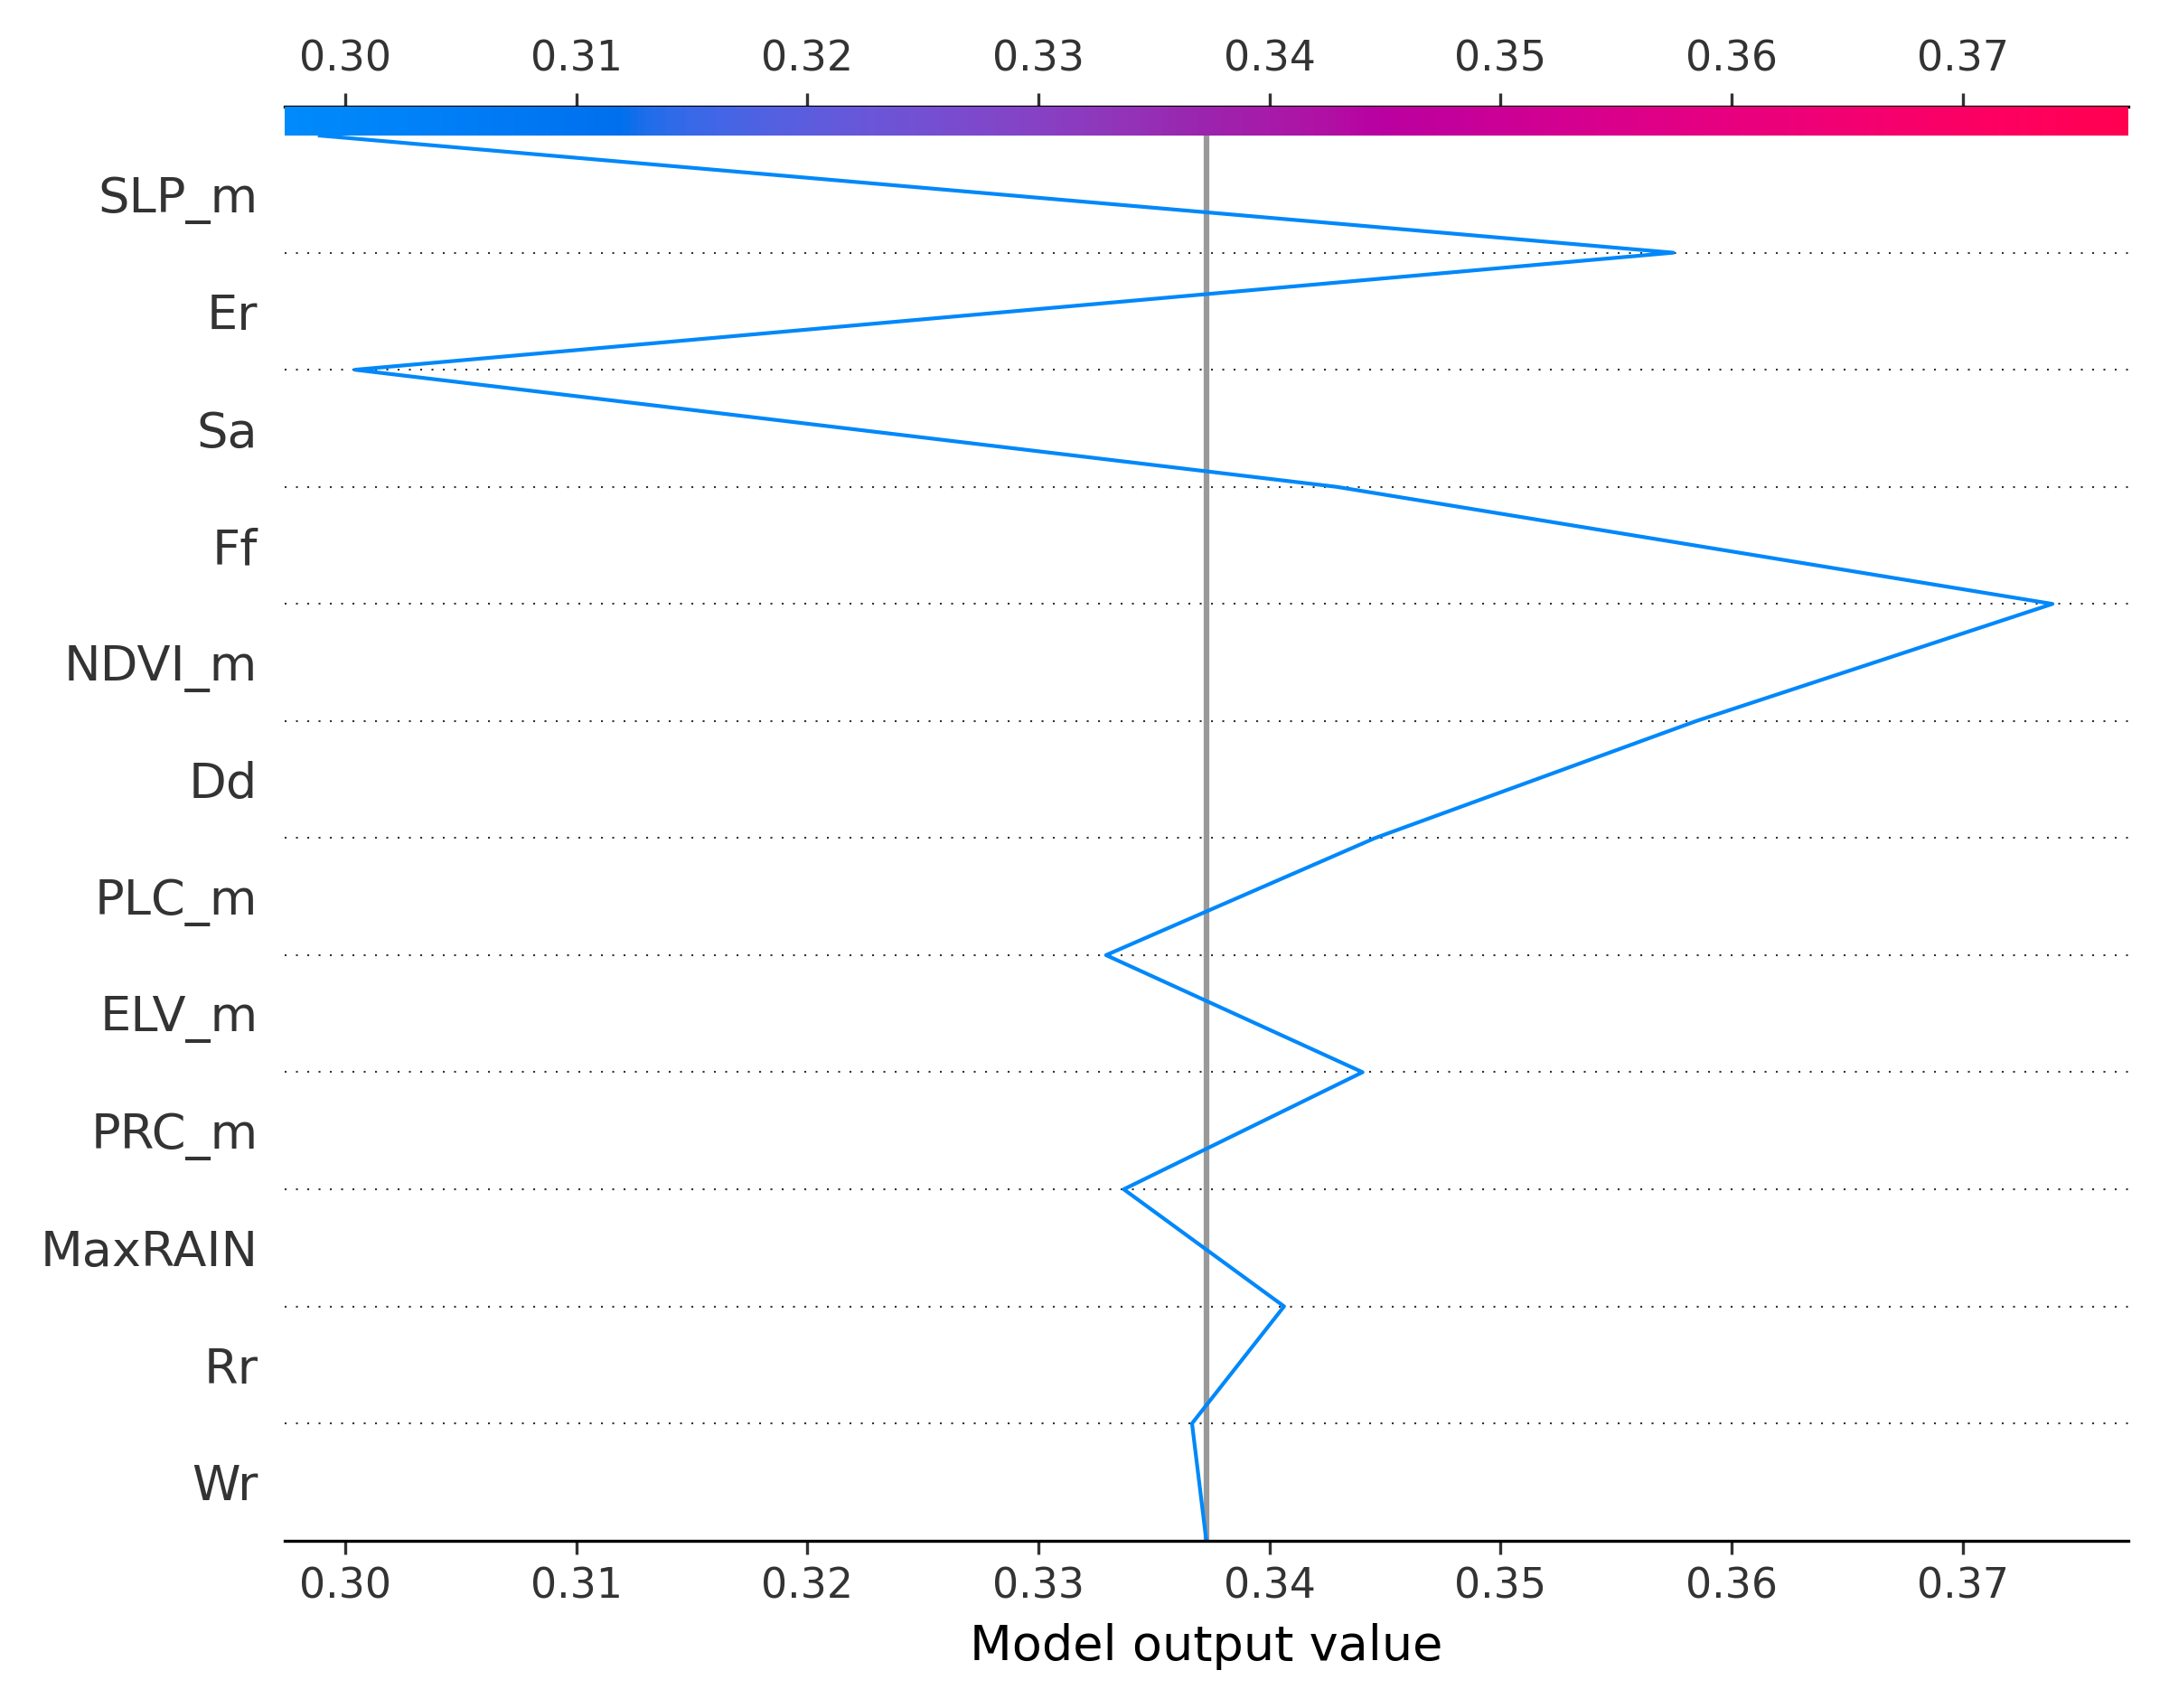 0.30 0.31 0.32 0.33 0.34 0.35 0.36 0.37
SLP_m
Er
Sa
Ff
NDVI_m
Dd
PLC_m
ELV_m
PRC_m
MaxRAIN
Rr
Wr
0.30 0.31 0.32 0.33 0.34 0.35 0.36 0.37
Model output value